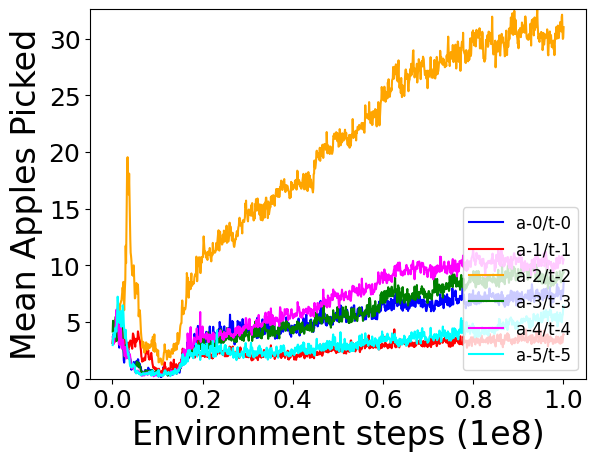 Mean Apples Picked
30
25
20
15
10
5
0
a-0/t-0
a-1/t-1
a-2/t-2
a-3/t-3
a-4/t-4
a-5/t-5
0.0 0.2 0.4 0.6 0.8 1.0
Environment steps (1e8)